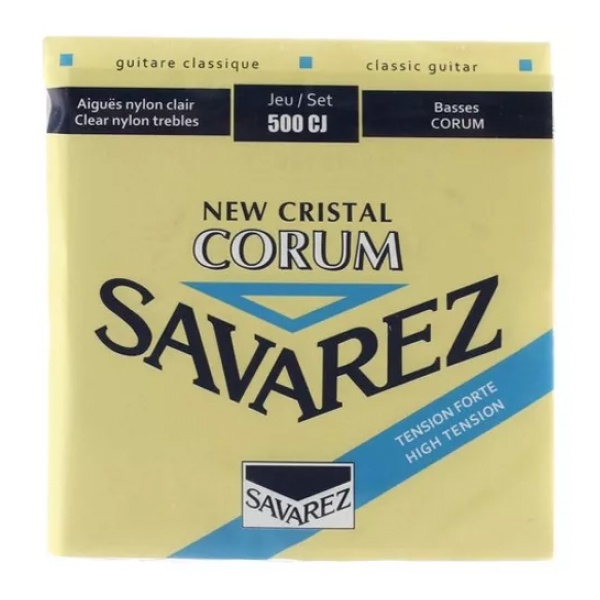 guitare classique
classic guitar
Aiguës nylon clair
Clear nylon trebles
Jeu / Set
500 CJ
Basses
CORUM
NEW CRISTAL
CORUM
SAVAREZ
TENSION FORTE
HIGH TENSION
SAVAREZ